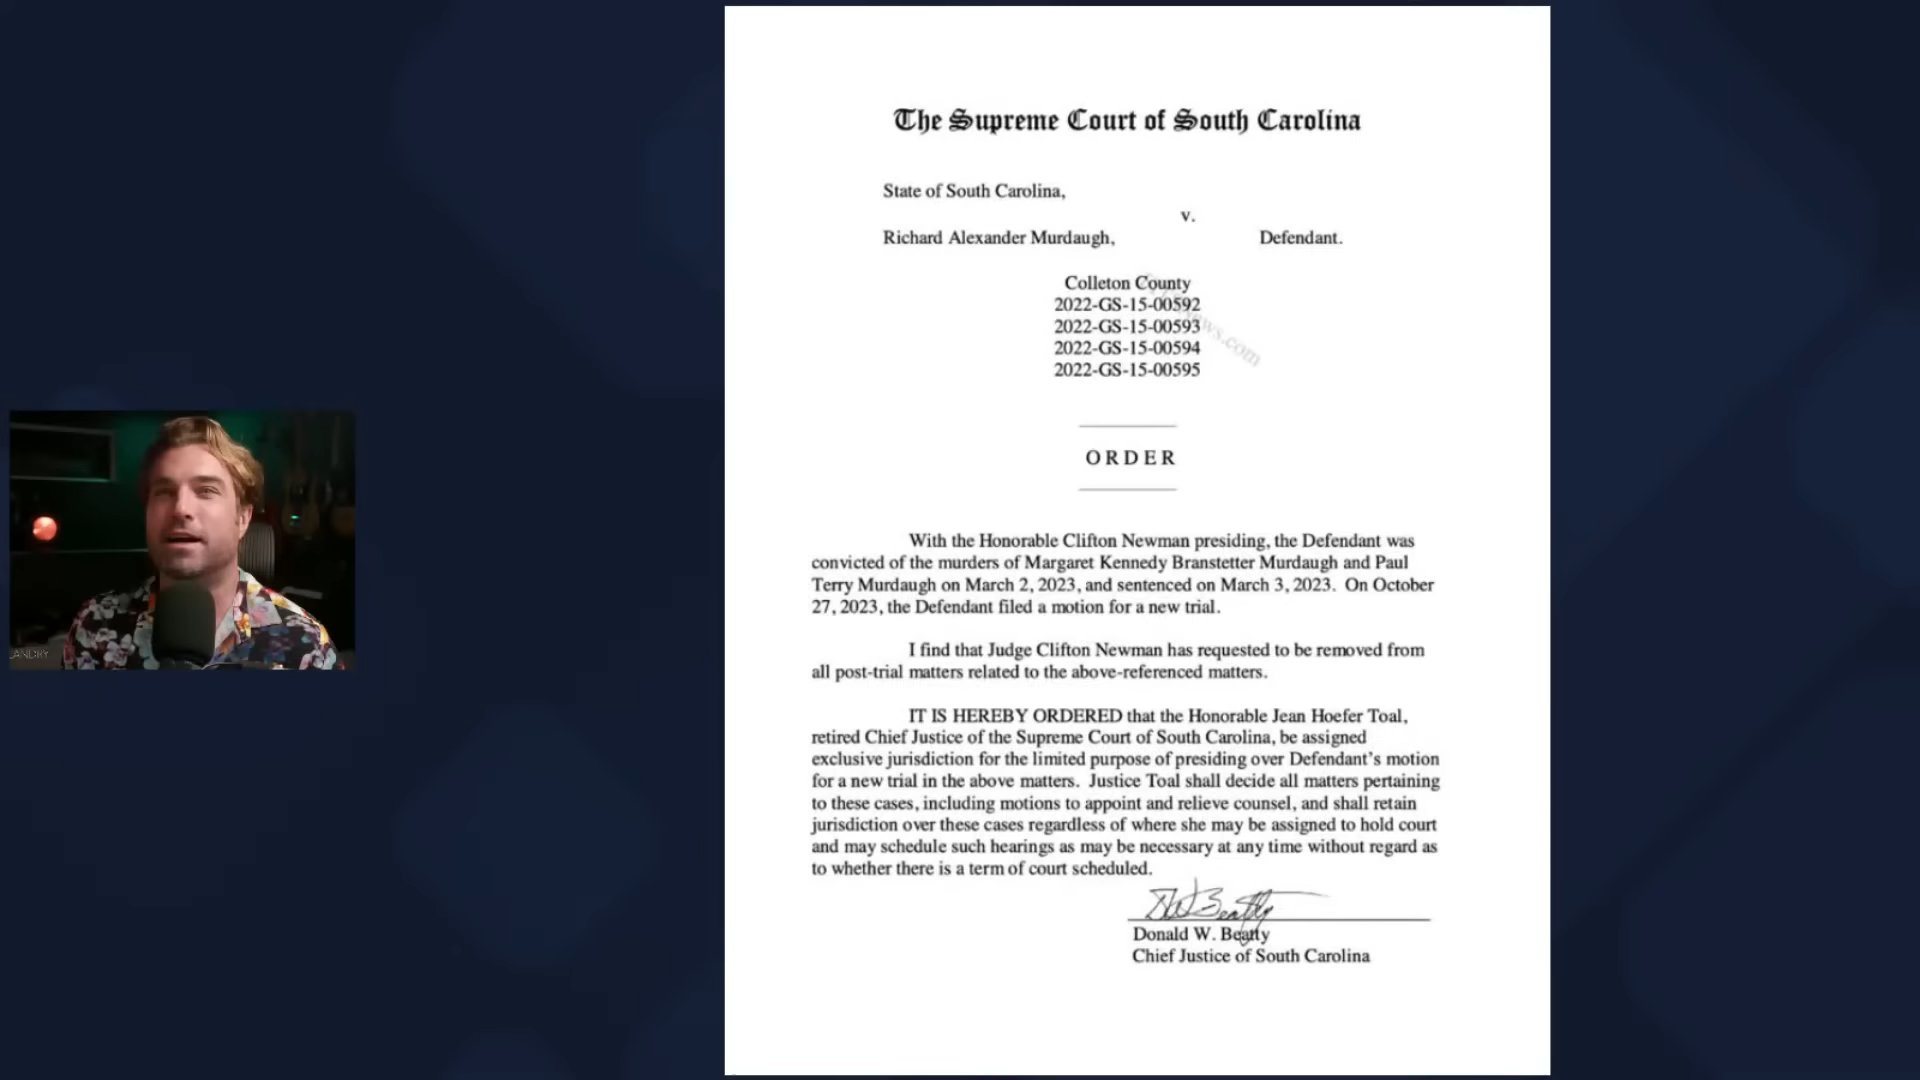 The Supreme Court of South Carolina
State of South Carolina,
v.
Richard Alexander Murdaugh, Defendant.
Colleton County
2022-GS-15-00592
2022-GS-15-00593
2022-GS-15-00594
2022-GS-15-00595
ORDER
With the Honorable Clifton Newman presiding, the Defendant was
convicted of the murders of Margaret Kennedy Branstetter Murdaugh and Paul
Terry Murdaugh on March 2, 2023, and sentenced on March 3, 2023. On October
27, 2023, the Defendant filed a motion for a new trial.
I find that Judge Clifton Newman has requested to be removed from
all post-trial matters related to the above-referenced matters.
IT IS HEREBY ORDERED that the Honorable Jean Hoefer Toal,
retired Chief Justice of the Supreme Court of South Carolina, be assigned
exclusive jurisdiction for the limited purpose of presiding over Defendant's motion
for a new trial in the above matters. Justice Toal shall decide all matters pertaining
to these cases, including motions to appoint and relieve counsel, and shall retain
jurisdiction over these cases regardless of where she may be assigned to hold court
and may schedule such hearings as may be necessary at any time without regard as
to whether there is a term of court scheduled.
Donald W. Beatty
Chief Justice of South Carolina